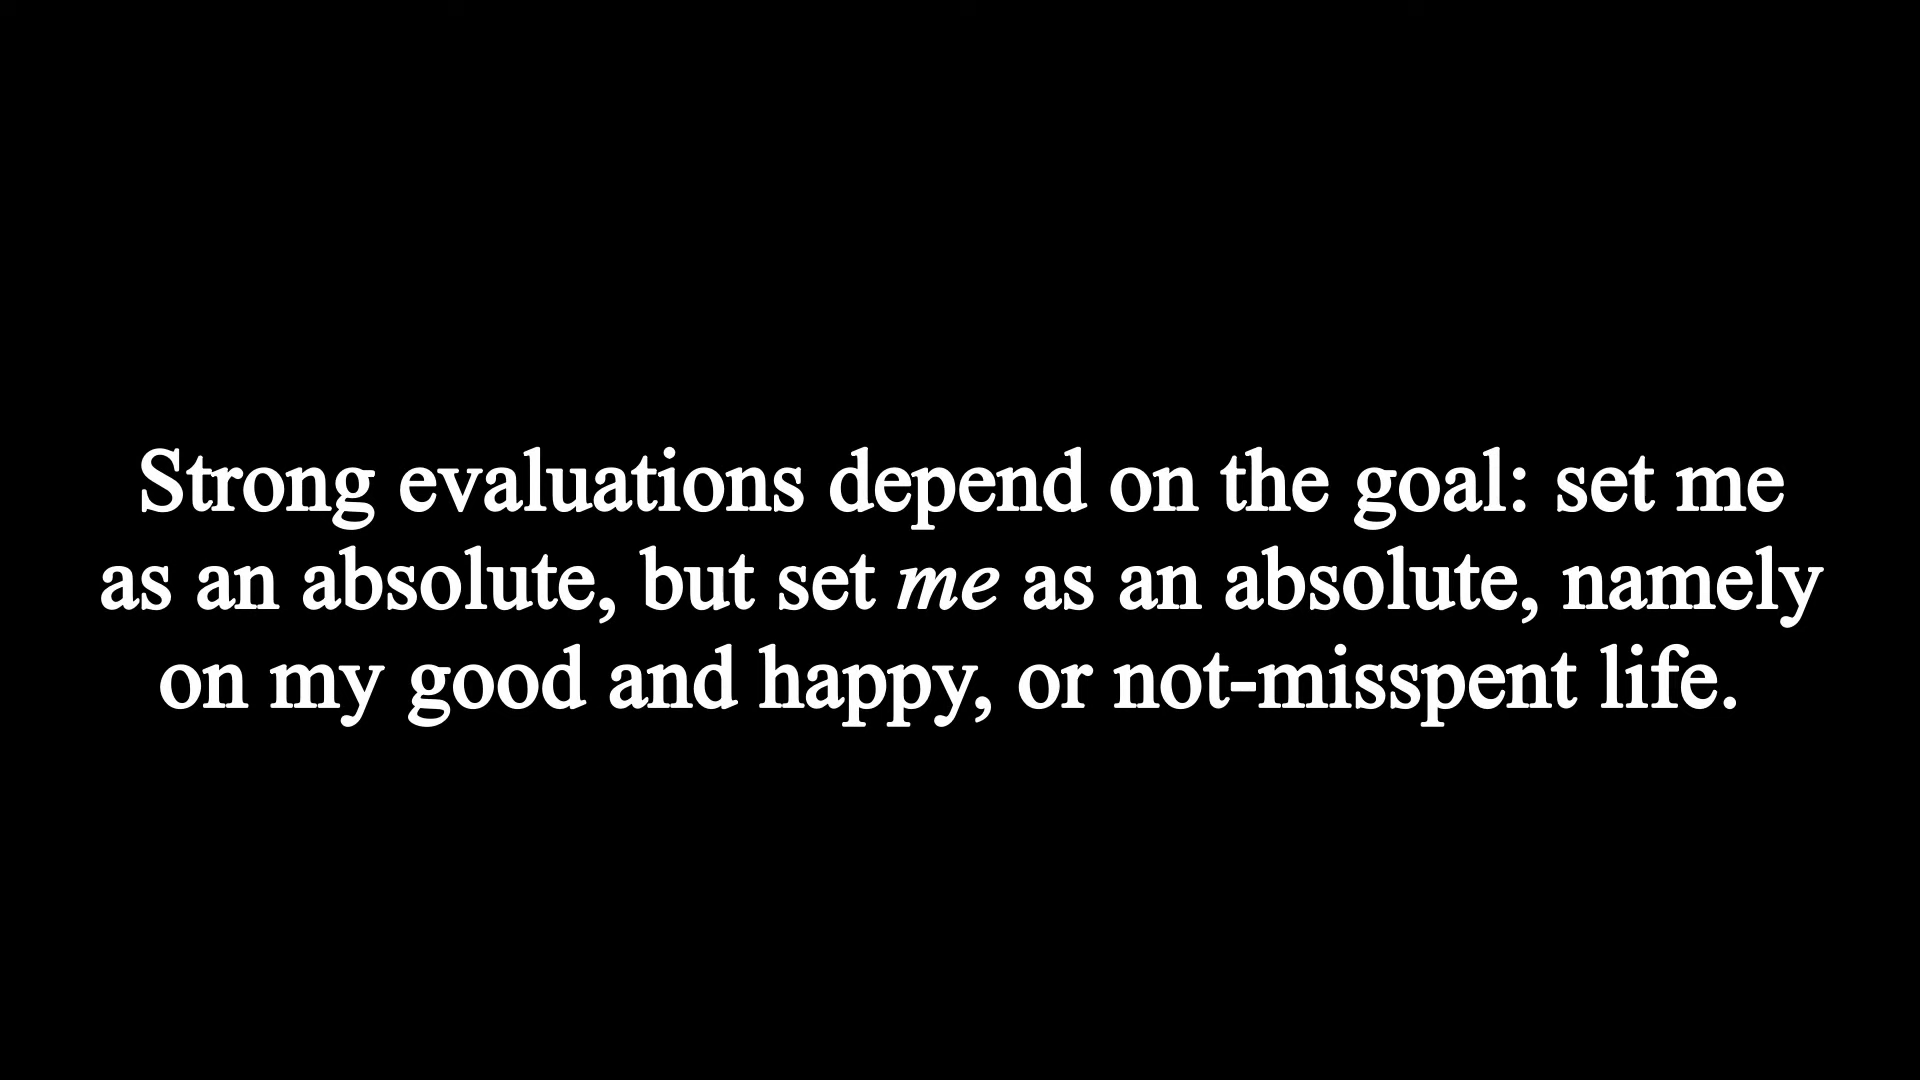 Strong evaluations depend on the goal: set me
as an absolute, but set me as an absolute, namely
on my good and happy, or not-misspent life.